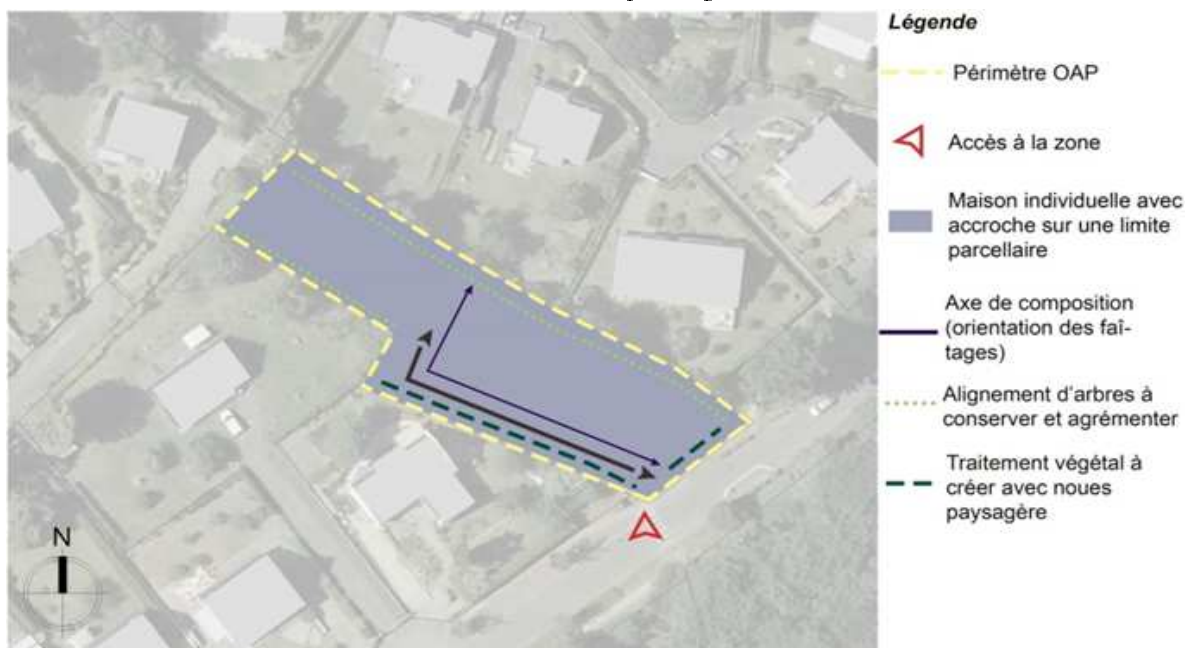 Légende
Périmètre OAP
Accès à la zone
Maison individuelle avec
accroche sur une limite
parcellaire
Axe de composition
(orientation des faî-
tages)
Alignement d'arbres à
conserver et agrémenter
Traitement végétal à
créer avec noues
paysagère
N